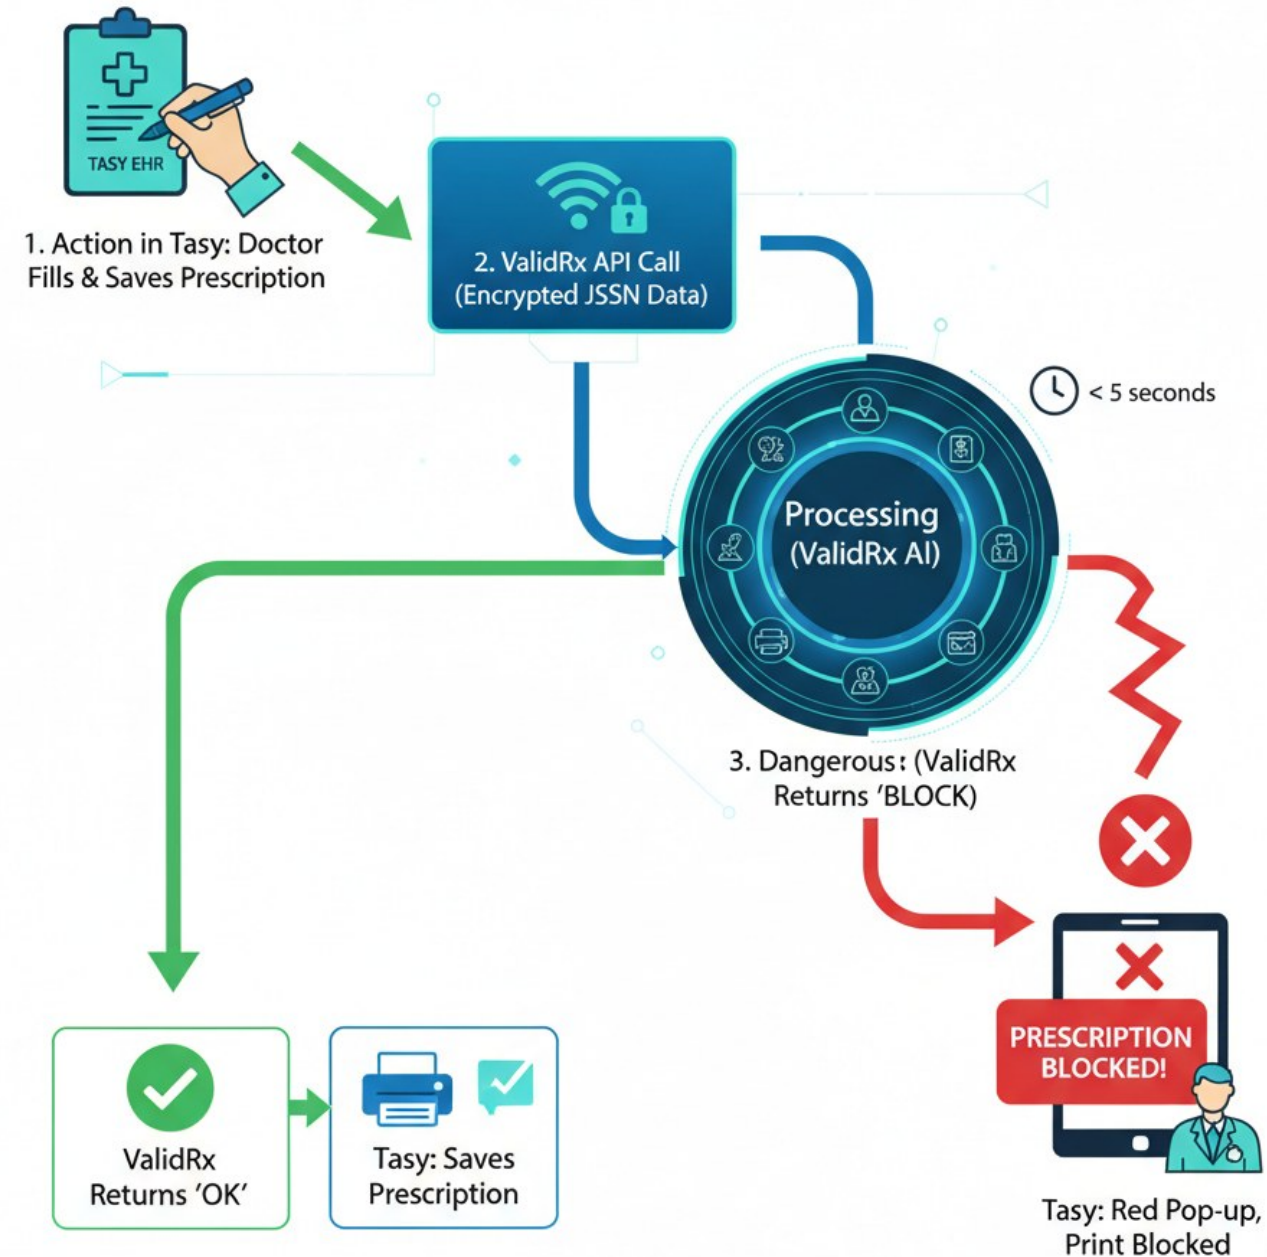 TASY EHR
1. Action in Tasy: Doctor
Fills & Saves Prescription
2. ValidRx API Call
(Encrypted JSSN Data)
< 5 seconds
Processing
(ValidRx AI)
3. Dangerous: (ValidRx
Returns ‘BLOCK)
ValidRx
Returns ‘OK’
Tasy: Saves
Prescription
PRESCRIPTION
BLOCKED!
Tasy: Red Pop-up,
Print Blocked